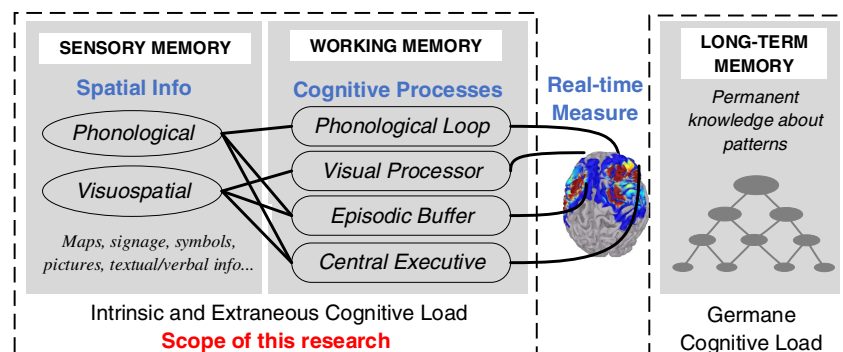 SENSORY MEMORY
Spatial Info
Phonological
Visuospatial
Maps, signage, symbols,
pictures, textual/verbal info...
WORKING MEMORY
Cognitive Processes
Phonological Loop
Visual Processor
Episodic Buffer
Central Executive
Intrinsic and Extraneous Cognitive Load
Scope of this research
Real-time
Measure
LONG-TERM
MEMORY
Permanent
knowledge about
patterns
Germane
Cognitive Load